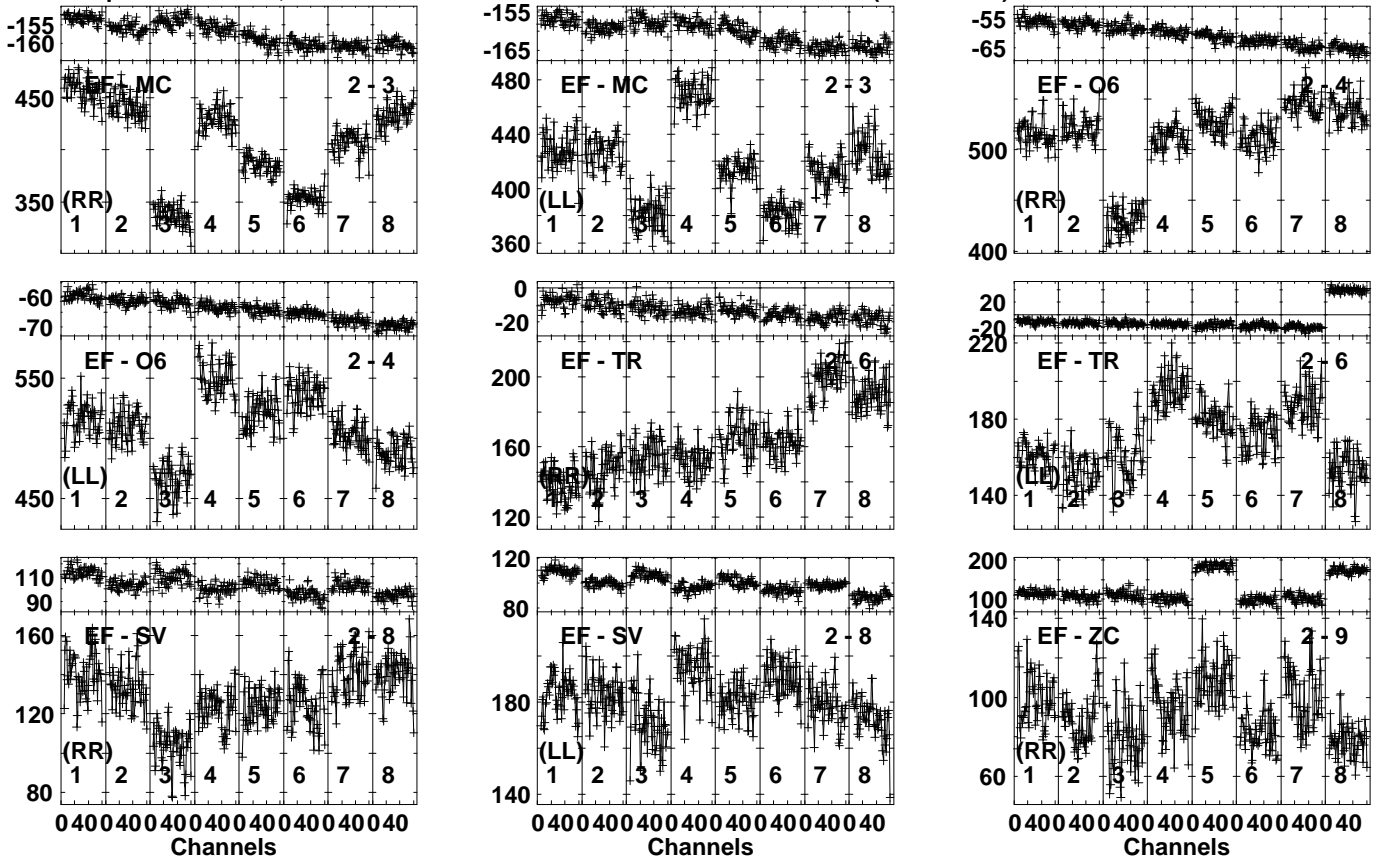 -155 -155 -55
-160 -165 -65
EF - MC 2 - 3
450
350
(RR)
1 2 3 4 5 6 7 8
480
EF - MC 2 - 3
440
400
(LL)
360
1 2 3 4 5 6 7 8
EF - O6 2 - 4
500
(RR)
400
1 2 3 4 5 6 7 8
-60
-70
EF - O6 2 - 4
550
(LL)
450
1 2 3 4 5 6 7 8
0
-20
EF - TR 2 - 6
200
160
(RR)
120
1 2 3 4 5 6 7 8
20
-20
220
EF - TR 2 - 6
180
(LL)
140
1 2 3 4 5 6 7 8
110
90
160
EF - SV 2 - 8
120
(RR)
80
1 2 3 4 5 6 7 8
120
80
EF - SV 2 - 8
180
(LL)
140
1 2 3 4 5 6 7 8
200
100
140
EF - ZC 2 - 9
100
(RR)
60
1 2 3 4 5 6 7 8
0 40 0 40 0 40 0 40 0 40 0 40 0 40 0 40
Channels
0 40 0 40 0 40 0 40 0 40 0 40 0 40 0 40
Channels
0 40 0 40 0 40 0 40 0 40 0 40 0 40 0 40
Channels